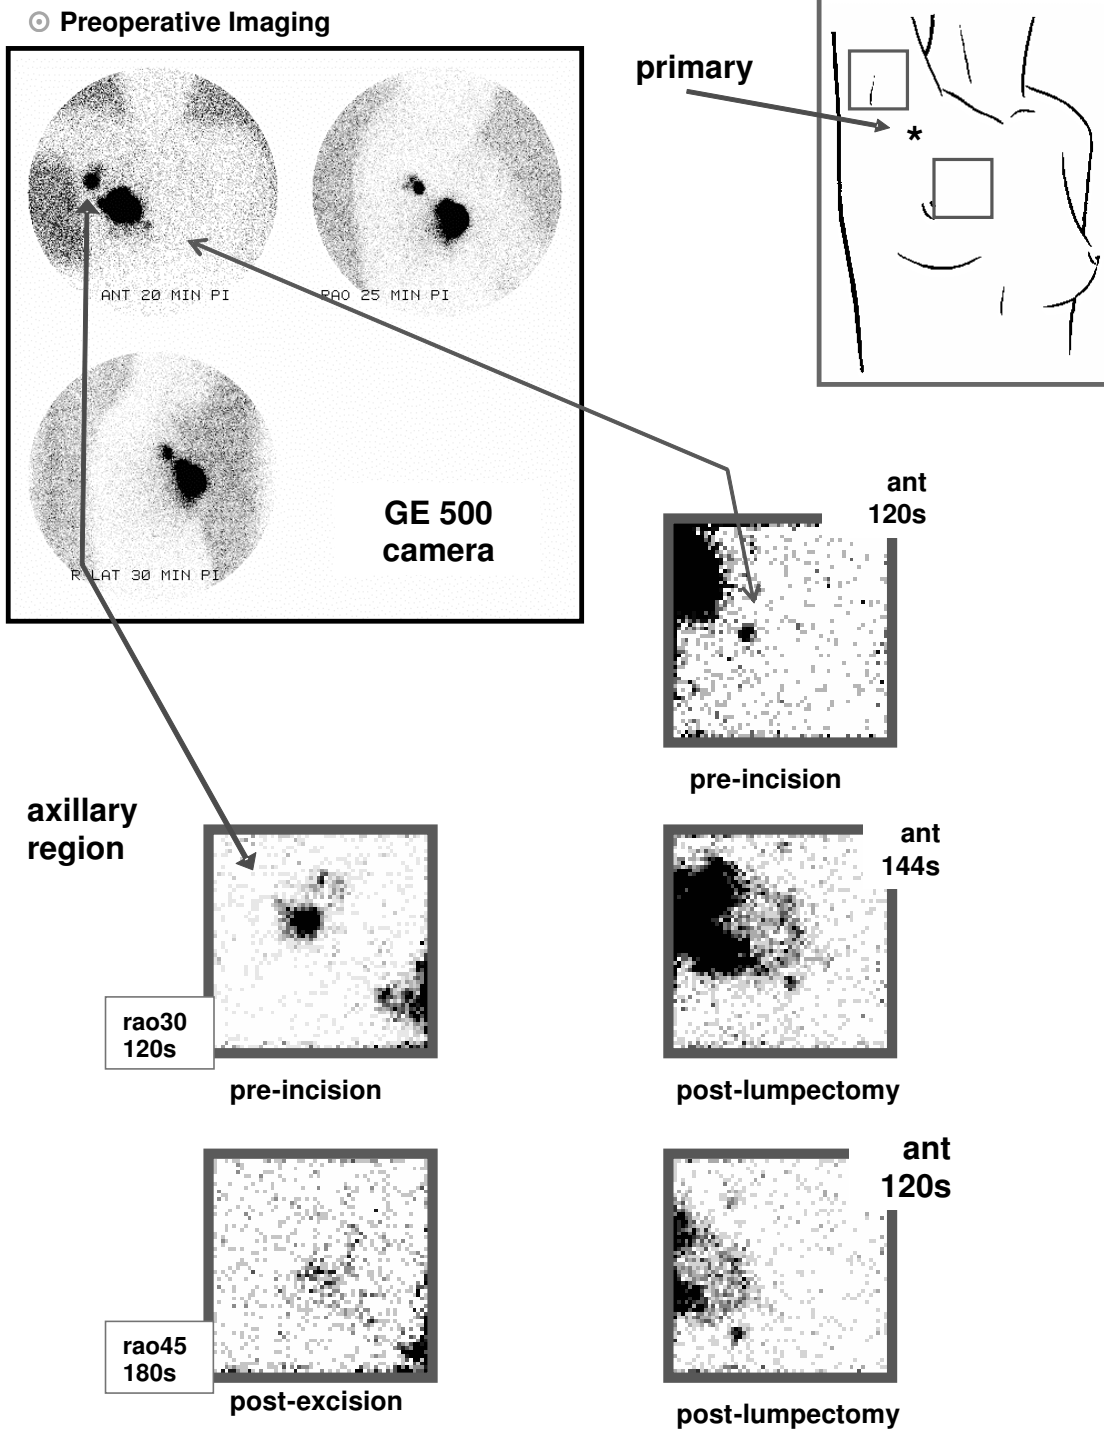 Preoperative Imaging
primary
*
ANT 20 MIN PI
RAO 25 MIN PI
R LAT 30 MIN PI
GE 500
camera
ant
120s
pre-incision
axillary
region
rao30
120s
pre-incision
ant
144s
post-lumpectomy
rao45
180s
post-excision
ant
120s
post-lumpectomy